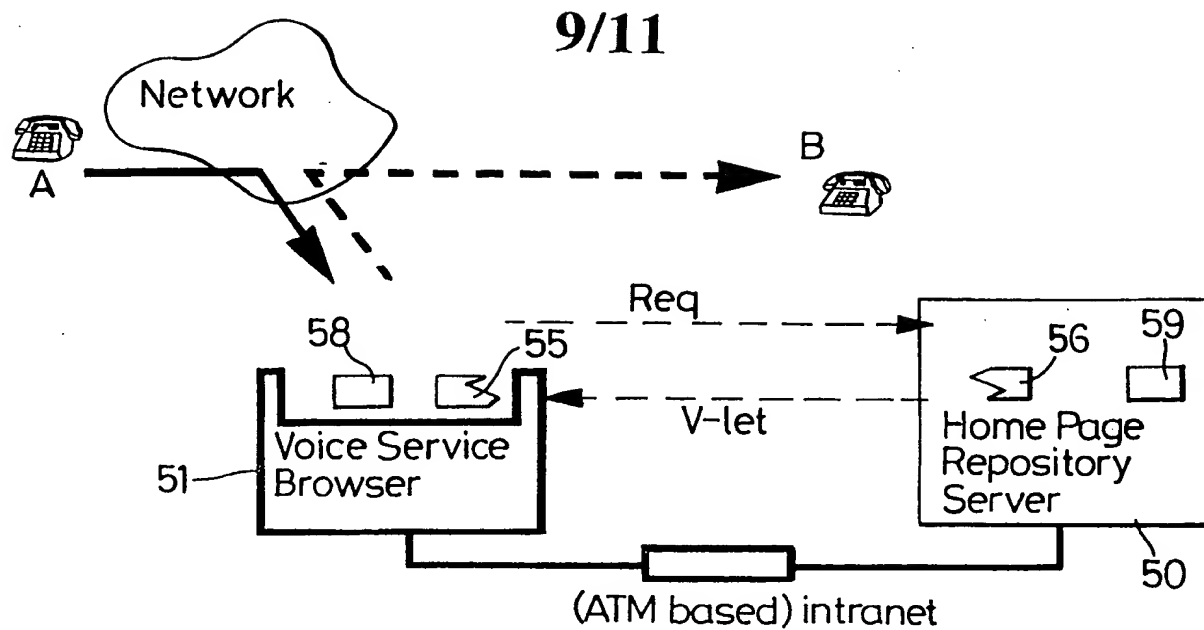 9/11
Network
A
B
Req
58
55
56
59
V-let
Voice Service
Browser
51
Home Page
Repository
Server
50
(ATM based) intranet